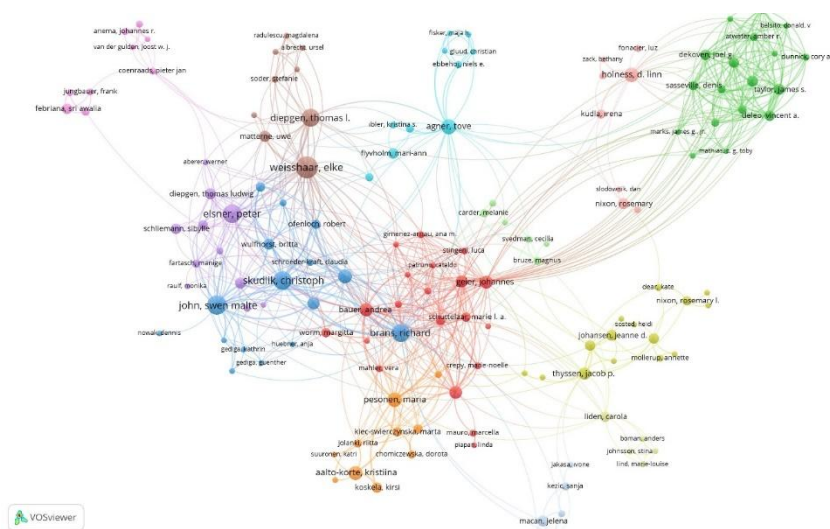 anema, johannes r.
van der gulden, joost w. j.
coenraads, pieter jan
jungbauer, frank
febriana, sri awalia
radulescu, magdalena
albrecht, ursel
soder, stefanie
diepgen, thomas l.
matterne, uwe
weisshaar, elke
fisker, maja h.
gluud, christian
ebbehoj, niels e.
ibler, kristina s.
agner, tove
flyvholm, mari-ann
fonacier, luz
zack, bethany
holness, d. linn
kudla, irena
belsito, donald v
atwater, amber r.
dekoven, joel g
dunnick, cory a
sasseville, denis
taylor, james s.
deleo, vincent a.
marks, james g., jr.
mathias, c. g. toby
slodownik, dan
nixon, rosemary
aberer, werner
diepgen, thomas ludwig
elsner, peter
schliemann, sibylle
ofenloch, robert
wulfhorst, britta
fartasch, manige
schroder-kraft, claudia
raulf, monika
skudlik, christoph
john, swen malte
nowak, dennis
gediga, kathrin
huebner, anja
gediga, guenther
carder, melanie
gimenez-arnau, ana m.
svedman, cecilia
stingeni, luca
bruze, magnus
patruno, cataldo
geier, johannes
bauer, andrea
schuttelaar, marie l. a.
worm, margitta
brans, richard
mahler, vera
crepy, marie-noelle
dear, kate
nixon, rosemary l.
sosted, heidi
johansen, jeanne d.
mollerup, annette
thyssen, jacob p.
liden, carola
boman, anders
johnsson, stina
lind, marie-louise
pesonen, maria
kiec-swierczynska, marta
mauro, marcella
piapan, linda
jolanki, riitta
suuronen, katri
chomiczewska, dorota
aalto-korte, kristiina
koskela, kirsi
jakasa, ivone
kezic, sanja
macan, jelena
VOSviewer